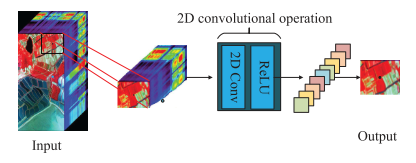 2D convolutional operation
2D Conv
ReLU
Input
Output